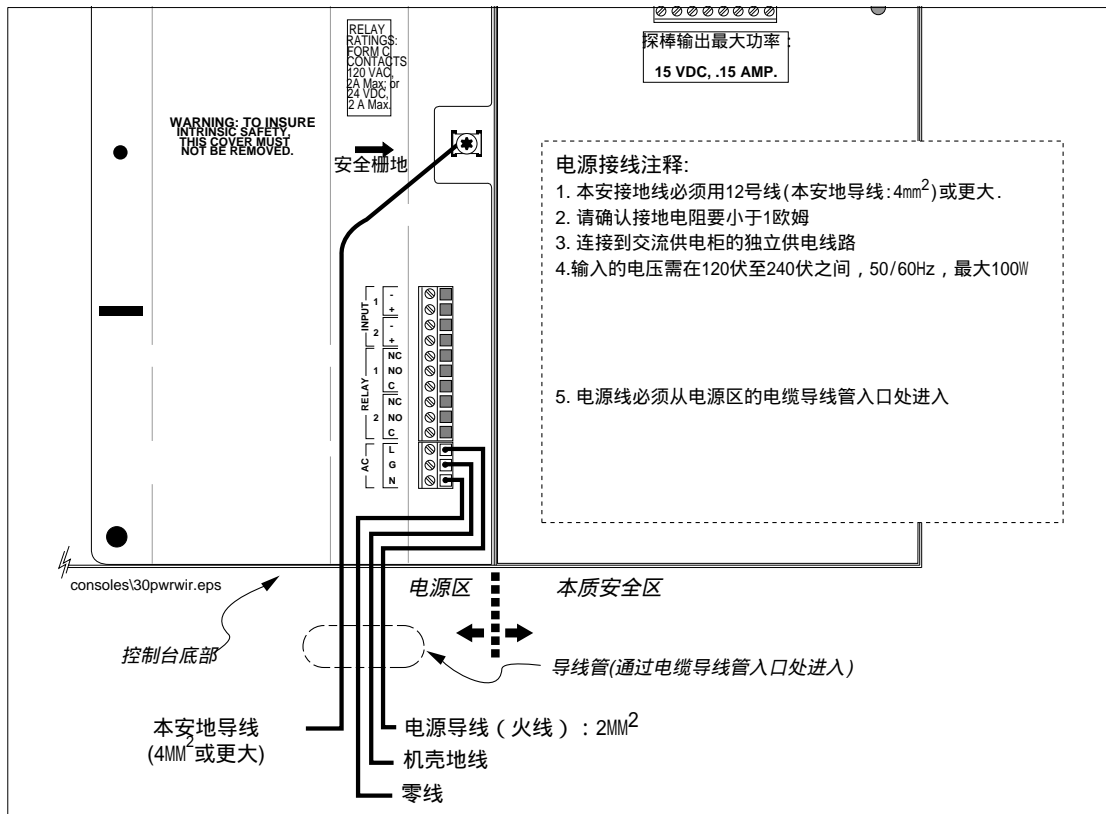 RELAY
RATINGS:
FORM C
CONTACTS
120 VAC,
2A Max; or
24 VDC,
2 A Max.
探棒输出最大功率：
15 VDC, .15 AMP.
WARNING: TO INSURE
INTRINSIC SAFETY,
THIS COVER MUST
NOT BE REMOVED.
安全栅地
电源接线注释:
1. 本安接地线必须用12号线(本安地导线:4mm²)或更大.
2. 请确认接地电阻要小于1欧姆
3. 连接到交流供电柜的独立供电线路
4.输入的电压需在120伏至240伏之间，50/60Hz，最大100W
5. 电源线必须从电源区的电缆导线管入口处进入
INPUT
1
-
+
2
-
+
RELAY
1
NC
NO
C
2
NC
NO
C
AC
L
G
N
consoles\30pwrwir.eps
电源区
本质安全区
控制台底部
导线管(通过电缆导线管入口处进入)
本安地导线
(4MM²或更大)
电源导线（火线）：2MM²
机壳地线
零线